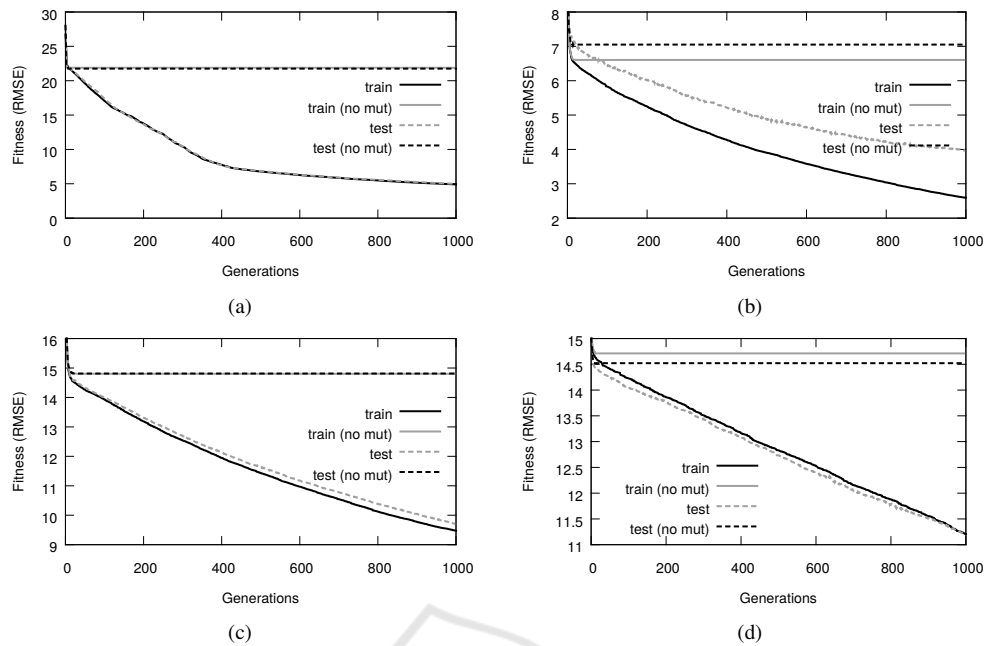 30
25
20
15
10
5
0
Fitness (RMSE)
train
train (no mut)
test
test (no mut)
0 200 400 600 800 1000
Generations
(a)
8
7
6
5
4
3
2
Fitness (RMSE)
train
train (no mut)
test
test (no mut)
0 200 400 600 800 1000
Generations
(b)
16
15
14
13
12
11
10
9
Fitness (RMSE)
train
train (no mut)
test
test (no mut)
0 200 400 600 800 1000
Generations
(c)
15
14.5
14
13.5
13
12.5
12
11.5
11
Fitness (RMSE)
train
train (no mut)
test
test (no mut)
0 200 400 600 800 1000
Generations
(d)